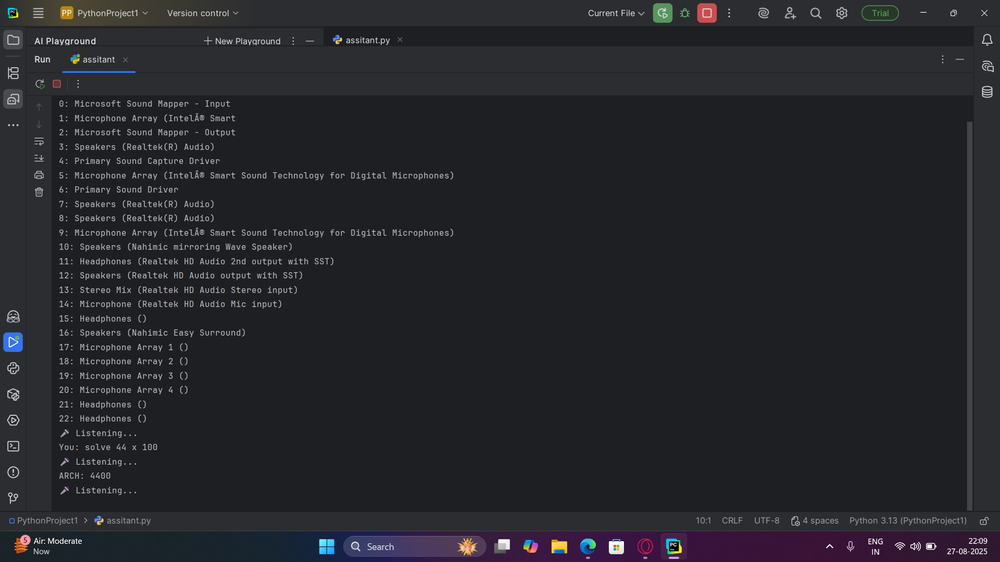 PC
PP PythonProject1
Version control
Current File
Trial
AI Playground
New Playground
assitant.py
Run
assitant
0: Microsoft Sound Mapper - Input
1: Microphone Array (IntelÂ® Smart
2: Microsoft Sound Mapper - Output
3: Speakers (Realtek(R) Audio)
4: Primary Sound Capture Driver
5: Microphone Array (IntelÂ® Smart Sound Technology for Digital Microphones)
6: Primary Sound Driver
7: Speakers (Realtek(R) Audio)
8: Speakers (Realtek(R) Audio)
9: Microphone Array (IntelÂ® Smart Sound Technology for Digital Microphones)
10: Speakers (Nahimic mirroring Wave Speaker)
11: Headphones (Realtek HD Audio 2nd output with SST)
12: Speakers (Realtek HD Audio output with SST)
13: Stereo Mix (Realtek HD Audio Stereo input)
14: Microphone (Realtek HD Audio Mic input)
15: Headphones ()
16: Speakers (Nahimic Easy Surround)
17: Microphone Array 1 ()
18: Microphone Array 2 ()
19: Microphone Array 3 ()
20: Microphone Array 4 ()
21: Headphones ()
22: Headphones ()
🎤 Listening...
You: solve 44 x 100
🎤 Listening...
ARCH: 4400
🎤 Listening...
PythonProject1 > assitant.py
10:1 CRLF UTF-8 4 spaces Python 3.13 (PythonProject1)
5
Air: Moderate
Now
Search
PC
ENG
IN
22:09
27-08-2025